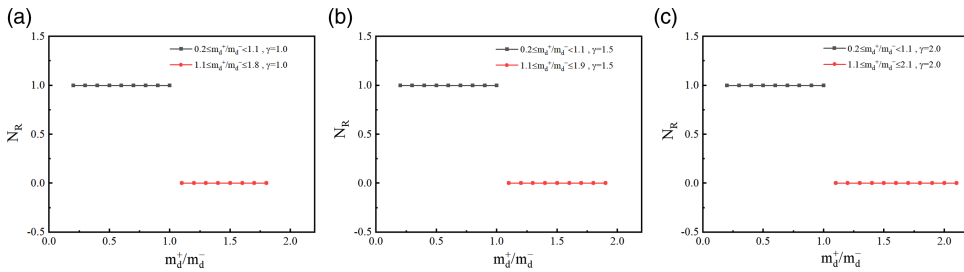 (a)
1.5
1.0
0.5
0.0
-0.5
N_R
0.2≤m_d^+/m_d^-<1.1 , γ=1.0
1.1≤m_d^+/m_d^-≤1.8 , γ=1.0
0.0 0.5 1.0 1.5 2.0
m_d^+/m_d^-
(b)
1.5
1.0
0.5
0.0
-0.5
N_R
0.2≤m_d^+/m_d^-<1.1 , γ=1.5
1.1≤m_d^+/m_d^-≤1.9 , γ=1.5
0.0 0.5 1.0 1.5 2.0
m_d^+/m_d^-
(c)
1.5
1.0
0.5
0.0
-0.5
N_R
0.2≤m_d^+/m_d^-<1.1 , γ=2.0
1.1≤m_d^+/m_d^-≤2.1 , γ=2.0
0.0 0.5 1.0 1.5 2.0
m_d^+/m_d^-